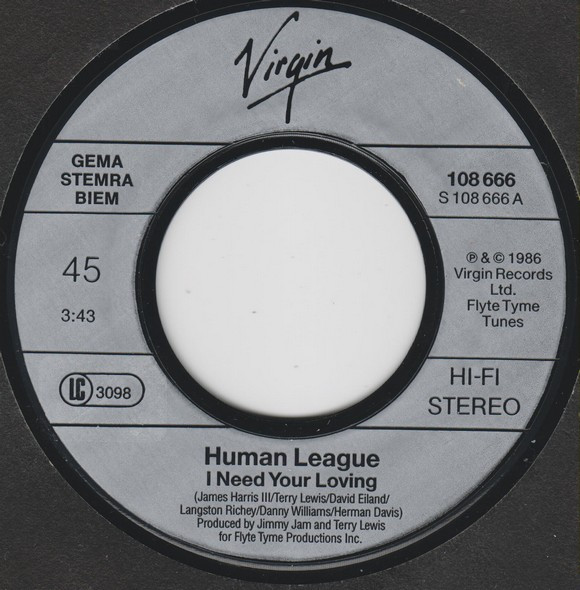 Virgin
GEMA
STEMRA
BIEM
108 666
S 108 666 A
45
3:43
℗ & © 1986
Virgin Records
Ltd.
Flyte Tyme
Tunes
LC 3098
HI-FI
STEREO
Human League
I Need Your Loving
(James Harris III/Terry Lewis/David Eiland/
Langston Richey/Danny Williams/Herman Davis)
Produced by Jimmy Jam and Terry Lewis
for Flyte Tyme Productions Inc.